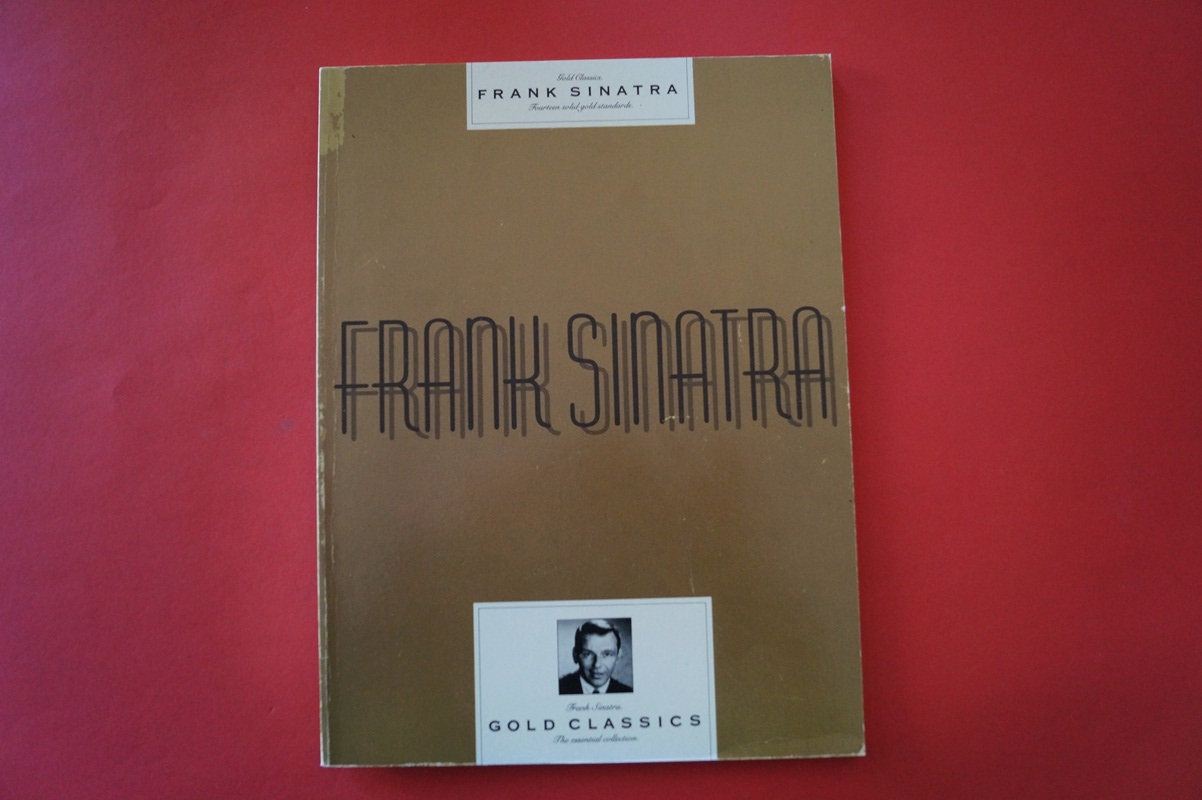 Gold Classics.
FRANK SINATRA
Fourteen solid gold standards.
FRANK SINATRA
Frank Sinatra.
GOLD CLASSICS
The essential collection.